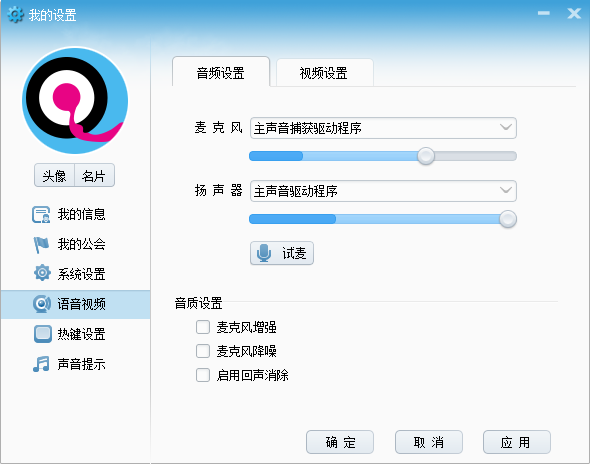 我的设置
音频设置
视频设置
麦克风
主声音捕获驱动程序
扬声器
主声音驱动程序
试麦
音质设置
麦克风增强
麦克风降噪
启用回声消除
头像
名片
我的信息
我的公会
系统设置
语音视频
热键设置
声音提示
确定
取消
应用